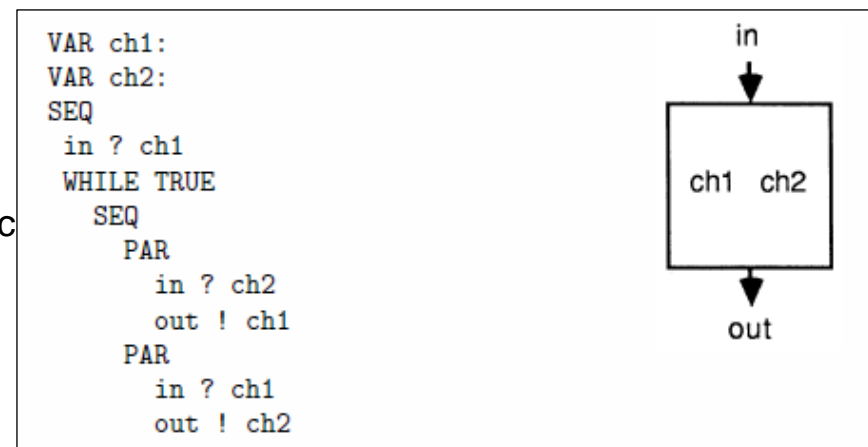 VAR ch1:
VAR ch2:
SEQ
 in ? ch1
 WHILE TRUE
   SEQ
     PAR
       in ? ch2
       out ! ch1
     PAR
       in ? ch1
       out ! ch2
c
in
ch1 ch2
out